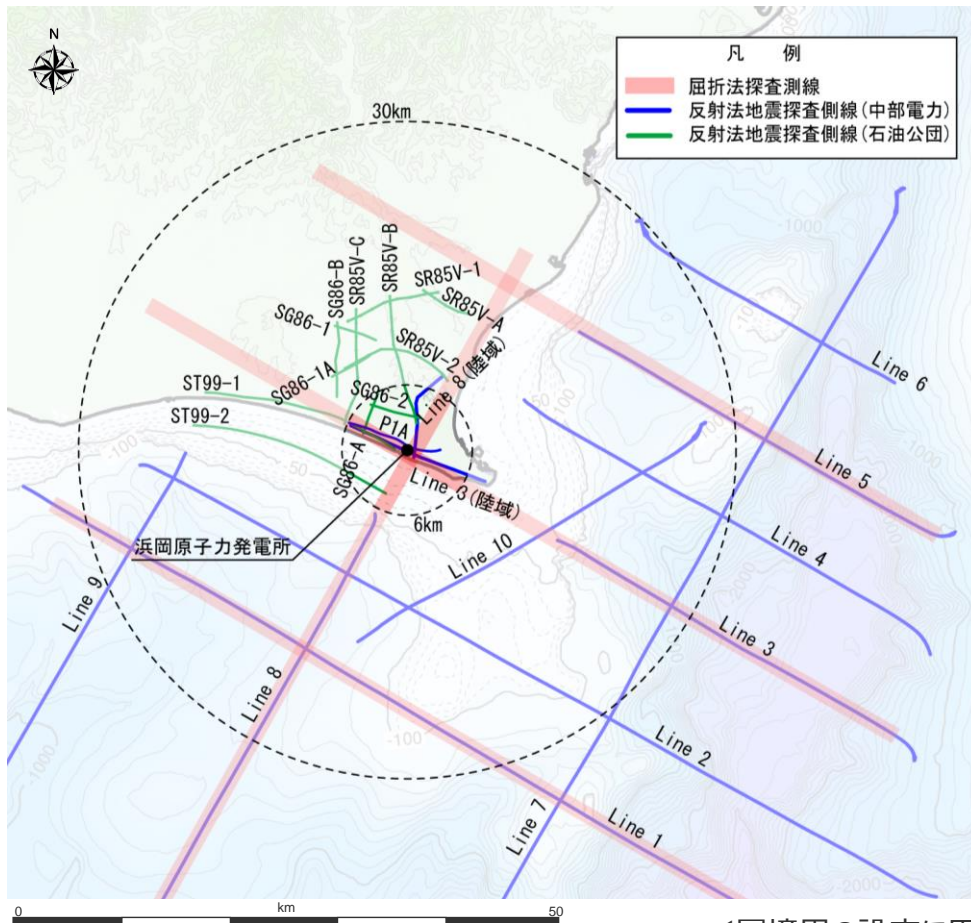 N
凡 例
屈折法探査測線
反射法地震探査側線(中部電力)
反射法地震探査側線(石油公団)
30km
-1000
SG86-B
SR85V-C
SR85V-B
SR85V-1
SR85V-A
SG86-1
SR85V-2
SG86-1A
Line 8(陸域)
Line 6
ST99-1
SG86-2
ST99-2
P1A
SG86-A
Line 3(陸域)
Line 5
6km
浜岡原子力発電所
Line 10
Line 4
Line 9
Line 3
Line 8
-100
Line 2
Line 7
Line 1
-2000
0 km 50